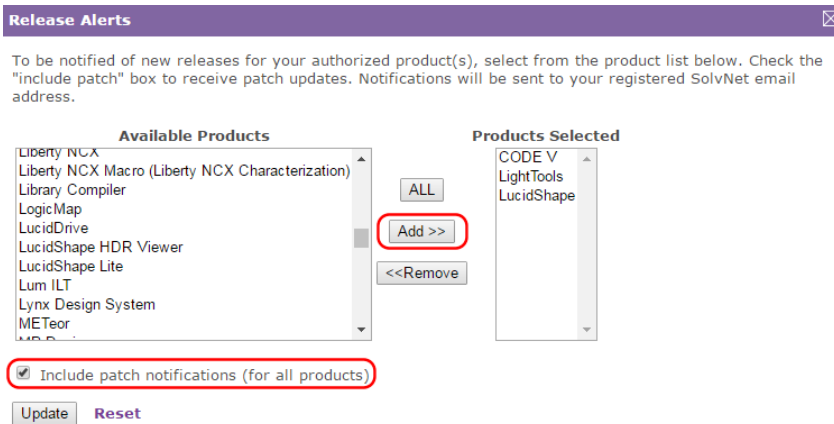 Release Alerts
To be notified of new releases for your authorized product(s), select from the product list below. Check the
"include patch" box to receive patch updates. Notifications will be sent to your registered SolvNet email
address.
Available Products
Products Selected
Liberty NCX
Liberty NCX Macro (Liberty NCX Characterization)
Library Compiler
LogicMap
LucidDrive
LucidShape HDR Viewer
LucidShape Lite
Lum ILT
Lynx Design System
METeor
ALL
Add >>
<<Remove
CODE V
LightTools
LucidShape
Include patch notifications (for all products)
Update Reset